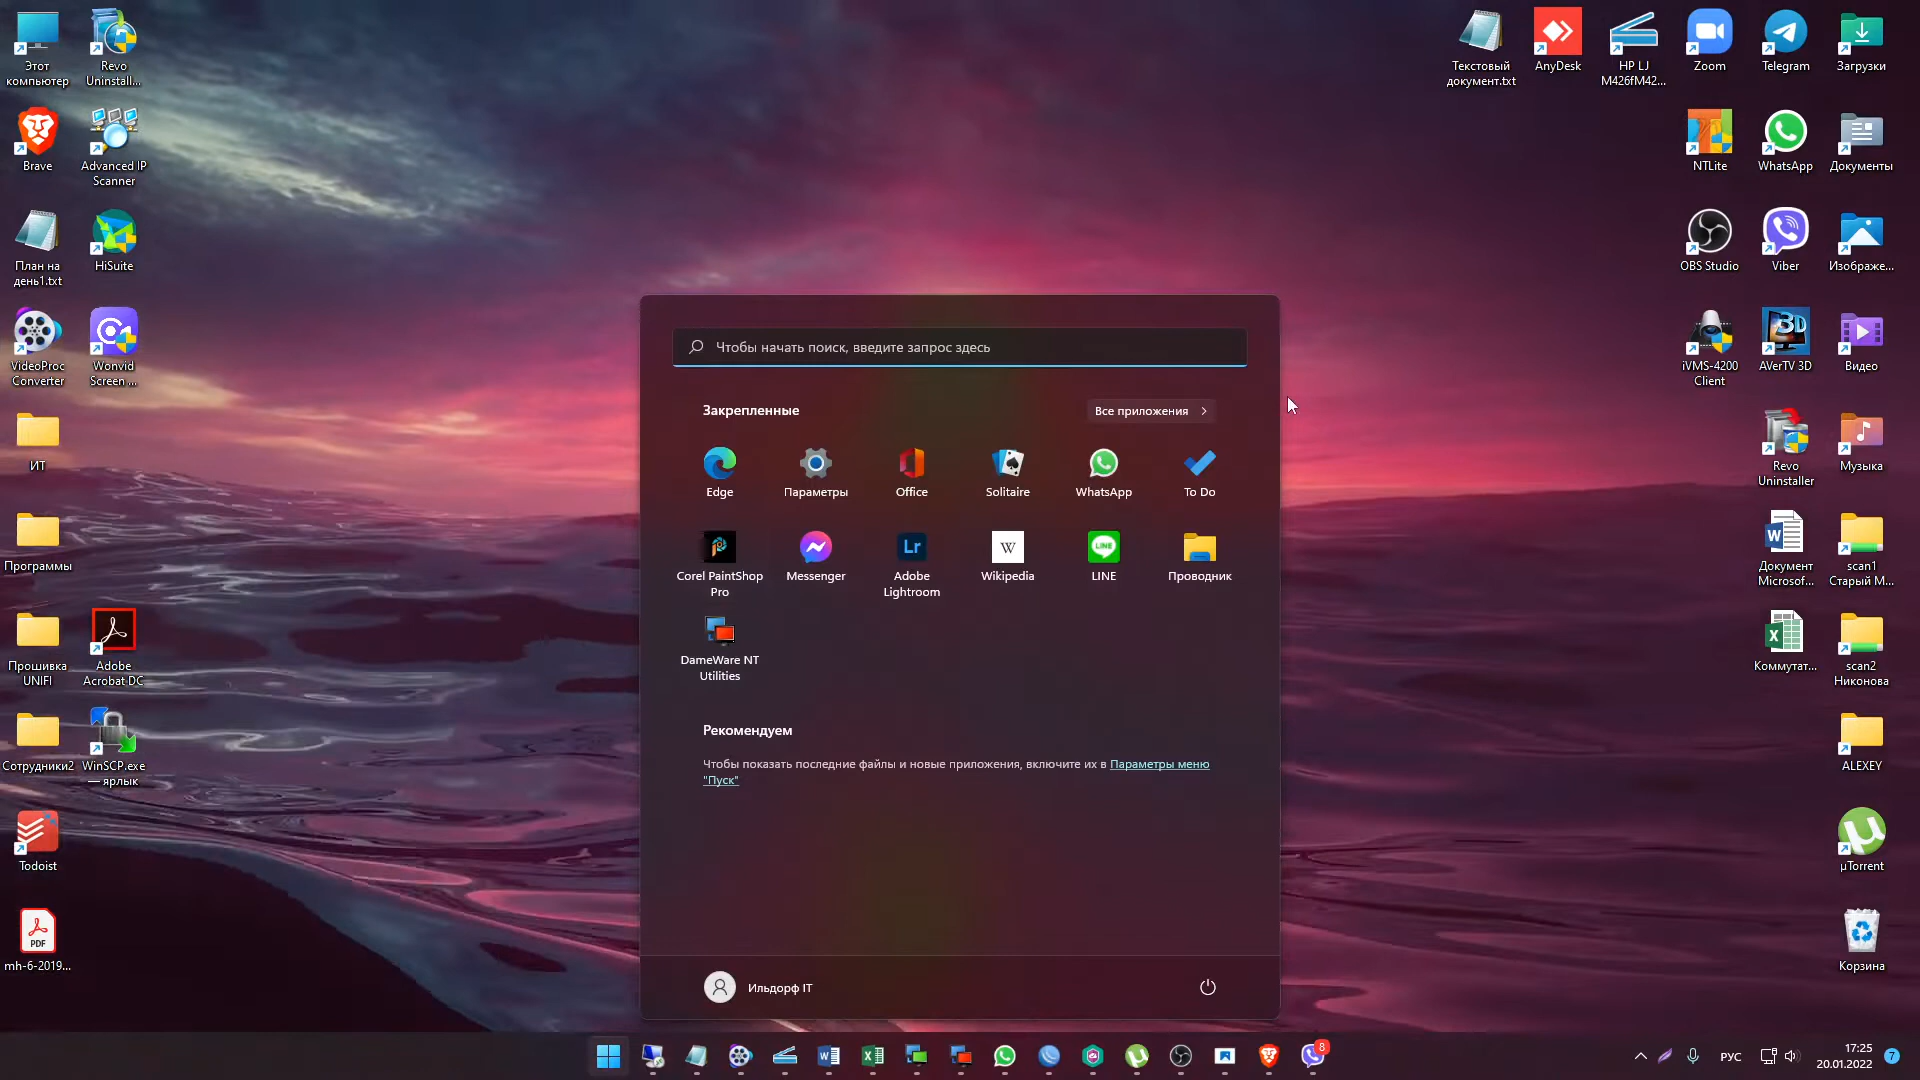 Этот
компьютер
Revo
Uninstall...
Brave
Advanced IP
Scanner
План на
день1.txt
HiSuite
VideoProc
Converter
Wonvid
Screen ...
ИТ
Программы
Прошивка
UNIFI
Adobe
Acrobat DC
Сотрудники2
WinSCP.exe
— ярлык
Todoist
PDF
mh-6-2019...
Чтобы начать поиск, введите запрос здесь
Закрепленные
Все приложения
Edge
Параметры
Office
Solitaire
WhatsApp
To Do
Corel PaintShop
Pro
Messenger
Lr
Adobe
Lightroom
W
Wikipedia
LINE
LINE
Проводник
DameWare NT
Utilities
Рекомендуем
Чтобы показать последние файлы и новые приложения, включите их в Параметры меню
"Пуск"
Ильдорф IT
Текстовый
документ.txt
AnyDesk
HP LJ
M426fM42...
Zoom
Telegram
Загрузки
NTLite
WhatsApp
Документы
OBS Studio
Viber
Изображе...
iVMS-4200
Client
3D
AVerTV 3D
Видео
Revo
Uninstaller
Музыка
Документ
Microsof...
scan1
Старый М...
Коммутат...
scan2
Никонова
ALEXEY
µTorrent
Корзина
8
РУС
17:25
20.01.2022
7